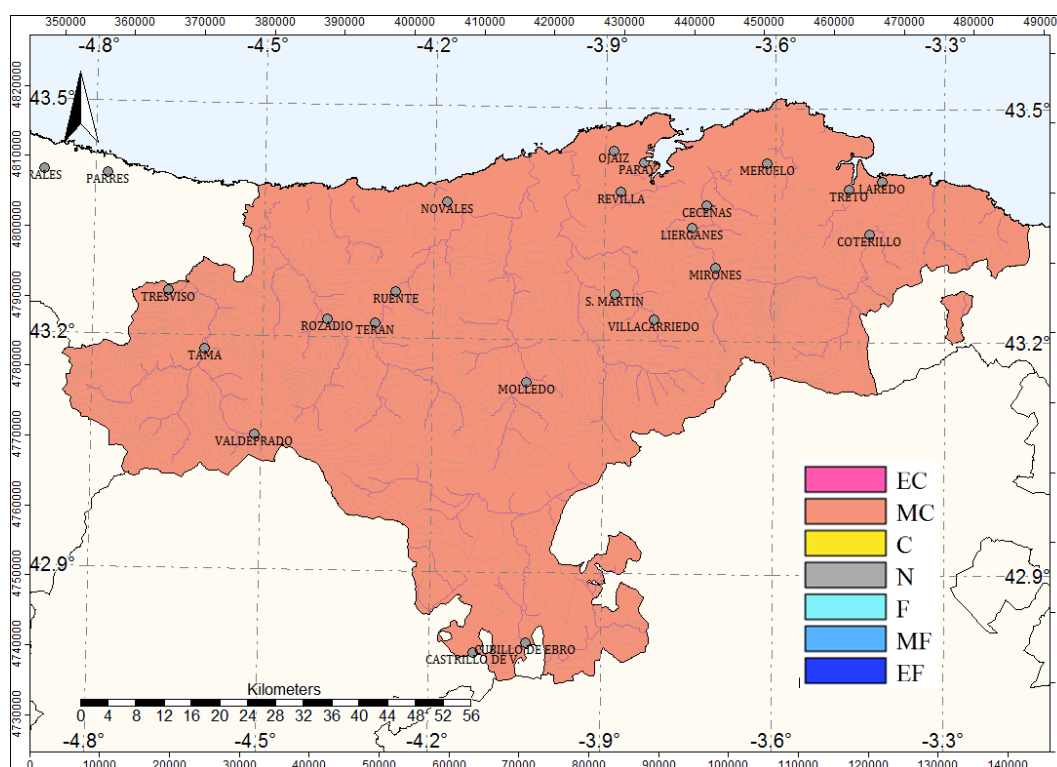 350000 360000 370000 380000 390000 400000 410000 420000 430000 440000 450000 460000 470000 480000 490000
-4.8° -4.5° -4.2° -3.9° -3.6° -3.3°
4820000
43.5° 43.5°
4810000
OJAIZ
PARAY
MERUELO
RALES PARRES
LAREDO
TRETO
REVILLA
NOVALES
CECEÑAS
4800000
LIERGANES
COTERILLO
MIRONES
4790000
TRESVISO
RUENTE
S. MARTIN
ROZADIO TERAN
VILLACARRIEDO
43.2° 43.2°
TAMA
4780000
MOLLEDO
4770000
VALDEPRADO
EC
MC
4760000
C
42.9° N 42.9°
4750000
F
MF
4740000
CUBILLO DE EBRO
CASTRILLO DE V.
EF
Kilometers
0 4 8 12 16 20 24 28 32 36 40 44 48 52 56
4730000
-4.8° -4.5° -4.2° -3.9° -3.6° -3.3°
0 10000 20000 30000 40000 50000 60000 70000 80000 90000 100000 110000 120000 130000 140000